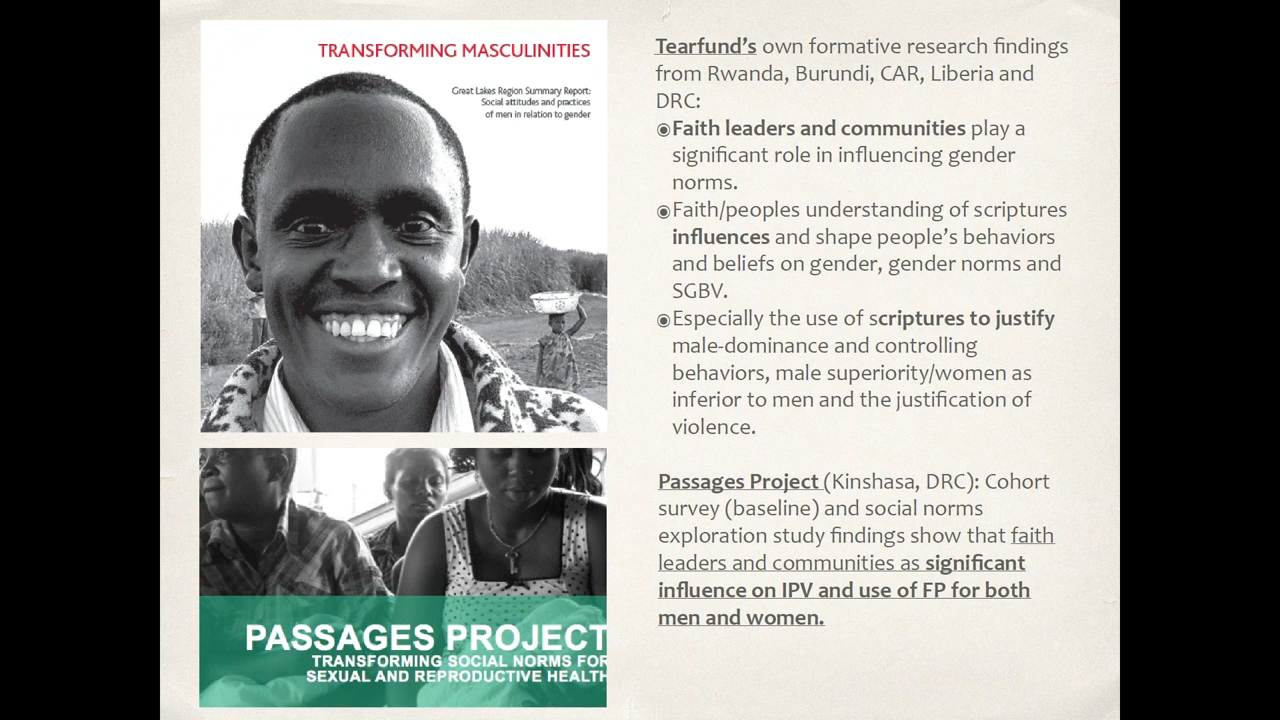 TRANSFORMING MASCULINITIES
Great Lakes Region Summary Report:
Social attitudes and practices
of men in relation to gender
PASSAGES PROJECT
TRANSFORMING SOCIAL NORMS FOR
SEXUAL AND REPRODUCTIVE HEALTH
Tearfund’s own formative research findings
from Rwanda, Burundi, CAR, Liberia and
DRC:
◉Faith leaders and communities play a
significant role in influencing gender
norms.
◉Faith/peoples understanding of scriptures
influences and shape people’s behaviors
and beliefs on gender, gender norms and
SGBV.
◉Especially the use of scriptures to justify
male-dominance and controlling
behaviors, male superiority/women as
inferior to men and the justification of
violence.
Passages Project (Kinshasa, DRC): Cohort
survey (baseline) and social norms
exploration study findings show that faith
leaders and communities as significant
influence on IPV and use of FP for both
men and women.